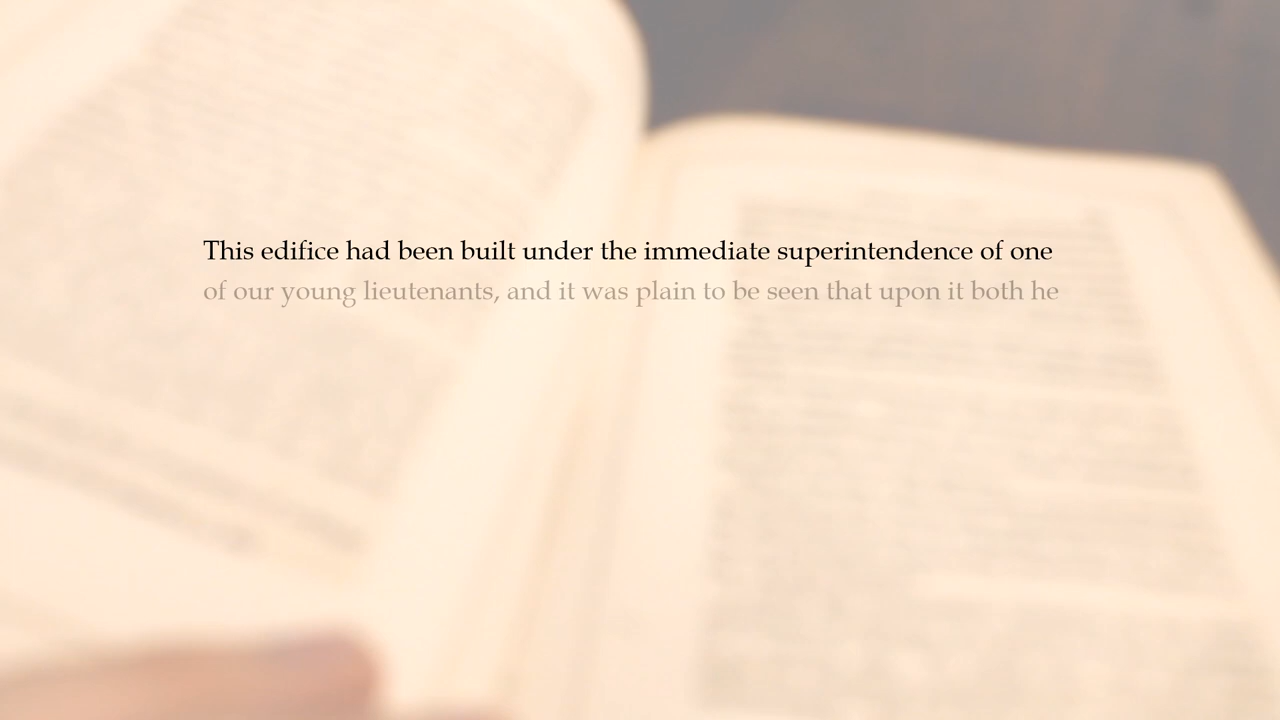 This edifice had been built under the immediate superintendence of one
of our young lieutenants, and it was plain to be seen that upon it both he